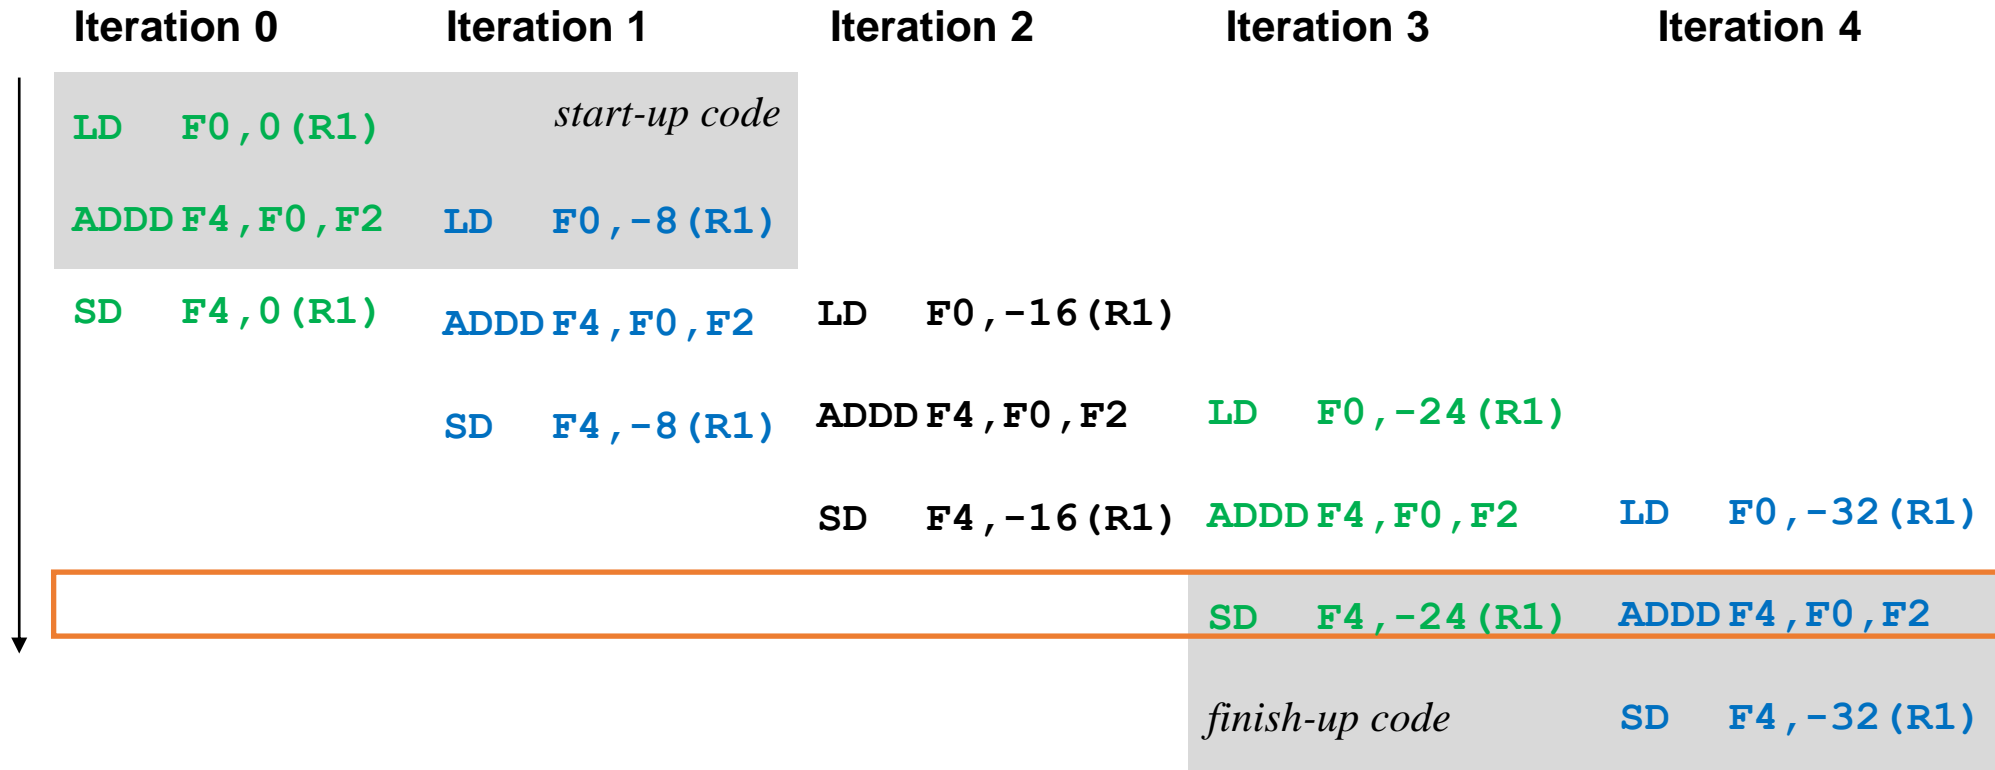 Iteration 0 Iteration 1 Iteration 2 Iteration 3 Iteration 4
LD F0,0(R1) start-up code
ADDD F4,F0,F2 LD F0,-8(R1)
SD F4,0(R1) ADDD F4,F0,F2 LD F0,-16(R1)
SD F4,-8(R1) ADDD F4,F0,F2 LD F0,-24(R1)
SD F4,-16(R1) ADDD F4,F0,F2 LD F0,-32(R1)
SD F4,-24(R1) ADDD F4,F0,F2
finish-up code SD F4,-32(R1)